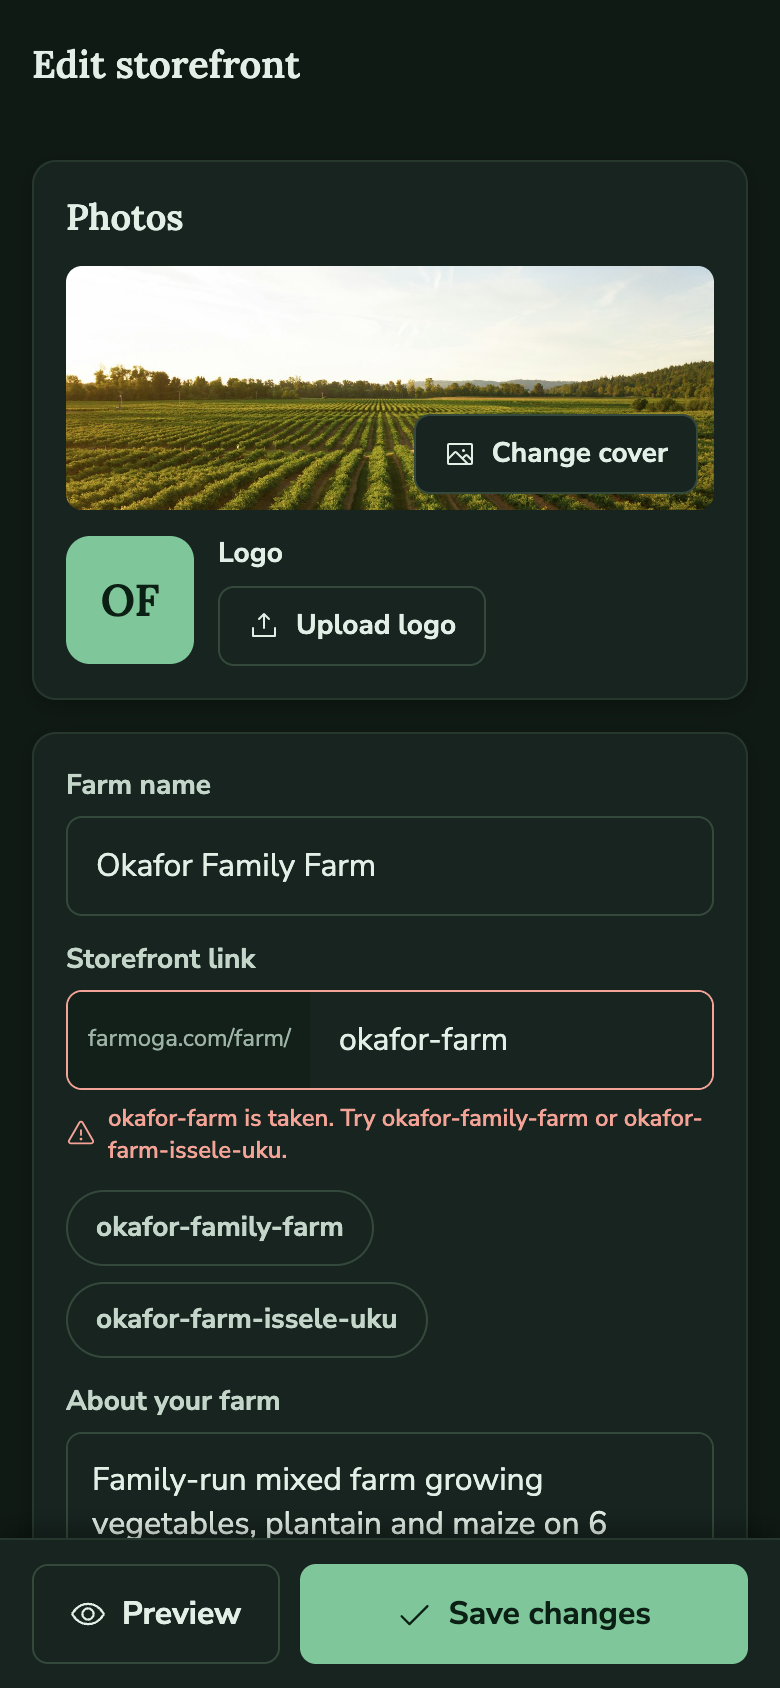 Edit storefront
Photos
Change cover
OF
Logo
Upload logo
Farm name
Okafor Family Farm
Storefront link
farmoga.com/farm/
okafor-farm
okafor-farm is taken. Try okafor-family-farm or okafor-
farm-issele-uku.
okafor-family-farm
okafor-farm-issele-uku
About your farm
Family-run mixed farm growing
vegetables, plantain and maize on 6
Preview
Save changes